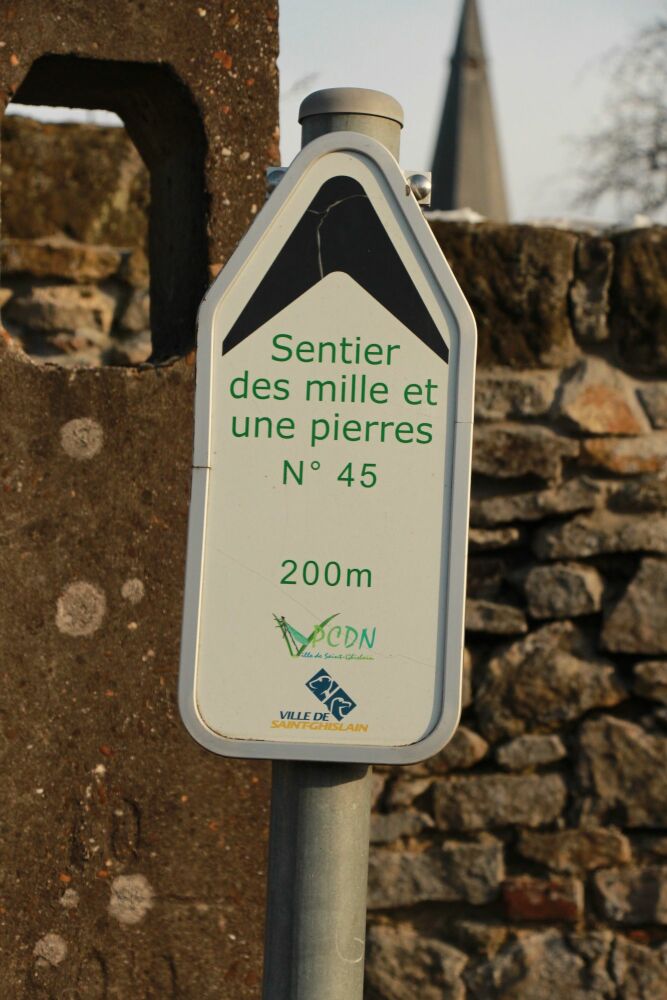 Sentier
des mille et
une pierres
N° 45
200m
PCDN
Ville de Saint-Ghislain
VILLE DE
SAINT-GHISLAIN